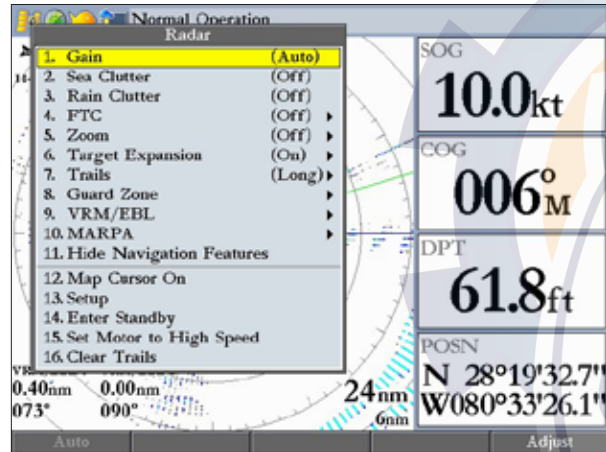 Normal Operation
Radar
1. Gain (Auto)
2. Sea Clutter (Off)
3. Rain Clutter (Off)
4. FTC (Off)
5. Zoom (Off)
6. Target Expansion (On)
7. Trails (Long)
8. Guard Zone
9. VRM/EBL
10. MARPA
11. Hide Navigation Features
12. Map Cursor On
13. Setup
14. Enter Standby
15. Set Motor to High Speed
16. Clear Trails
0.40nm 0.00nm
073° 090°
24nm
6nm
SOG
10.0kt
COG
006°M
DPT
61.8ft
POSN
N 28°19'32.7"
W080°33'26.1"
Auto Adjust